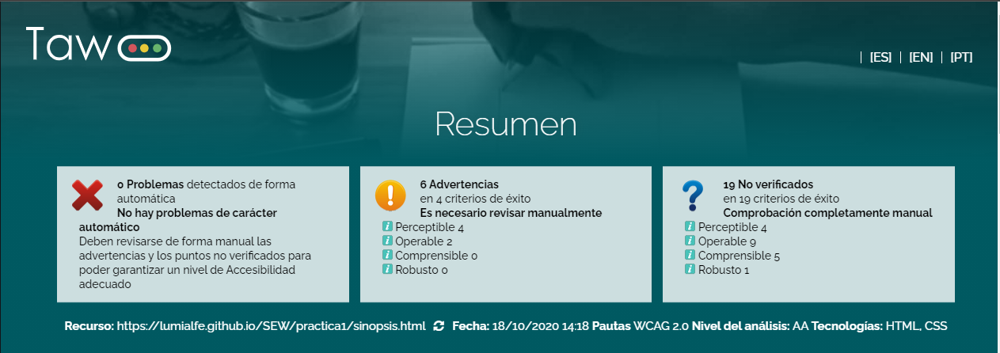 Taw
[ES] [EN] [PT]
Resumen
0 Problemas detectados de forma
automática
No hay problemas de carácter
automático
Deben revisarse de forma manual las
advertencias y los puntos no verificados para
poder garantizar un nivel de Accesibilidad
adecuado
6 Advertencias
en 4 criterios de éxito
Es necesario revisar manualmente
Perceptible 4
Operable 2
Comprensible 0
Robusto 0
19 No verificados
en 19 criterios de éxito
Comprobación completamente manual
Perceptible 4
Operable 9
Comprensible 5
Robusto 1
Recurso: https://lumialfe.github.io/SEW/practica1/sinopsis.html Fecha: 18/10/2020 14:18 Pautas WCAG 2.0 Nivel del análisis: AA Tecnologías: HTML, CSS